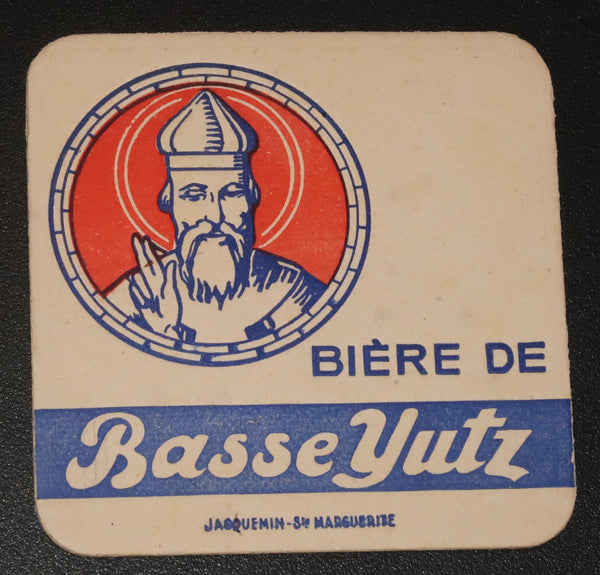 BIÈRE DE
Basse Yutz
JACQUEMIN-Ste MARGUERITE